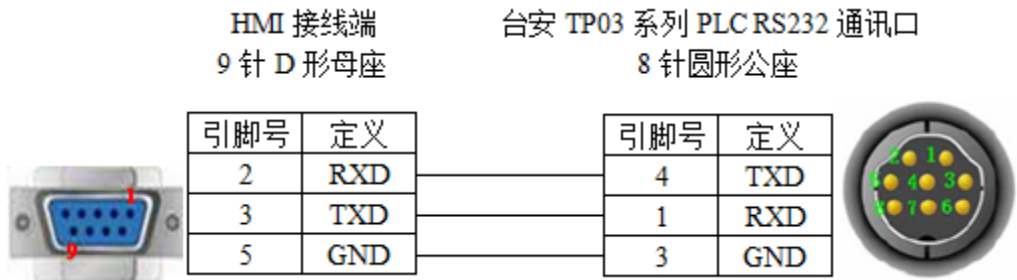 HMI 接线端
9 针 D 形母座
台安 TP03 系列 PLC RS232 通讯口
8 针圆形公座
引脚号 定义
2 RXD
3 TXD
5 GND
引脚号 定义
4 TXD
1 RXD
3 GND
1
9
2 1
5 4 3
8 7 6